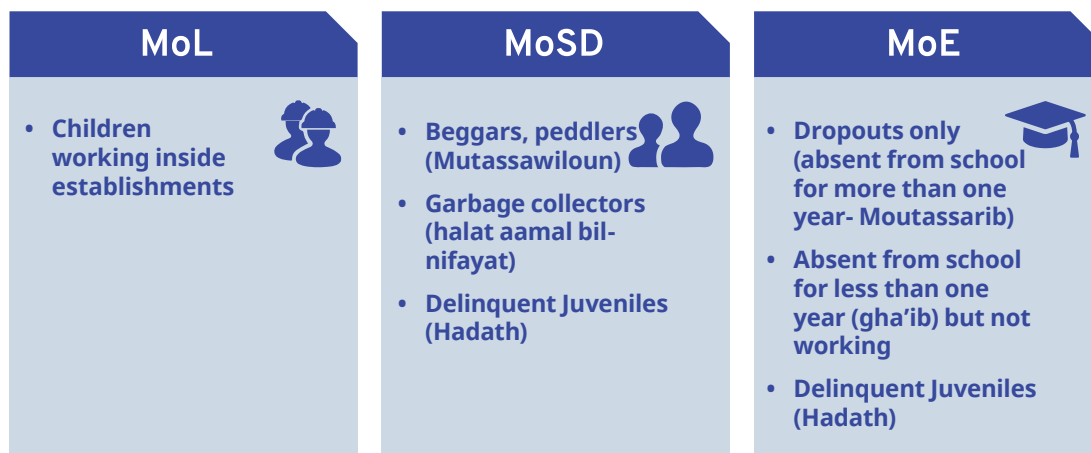 MoL
• Children
working inside
establishments
MoSD
• Beggars, peddlers
(Mutassawiloun)
• Garbage collectors
(halat aamal bil-
nifayat)
• Delinquent Juveniles
(Hadath)
MoE
• Dropouts only
(absent from school
for more than one
year- Moutassarib)
• Absent from school
for less than one
year (gha’ib) but not
working
• Delinquent Juveniles
(Hadath)